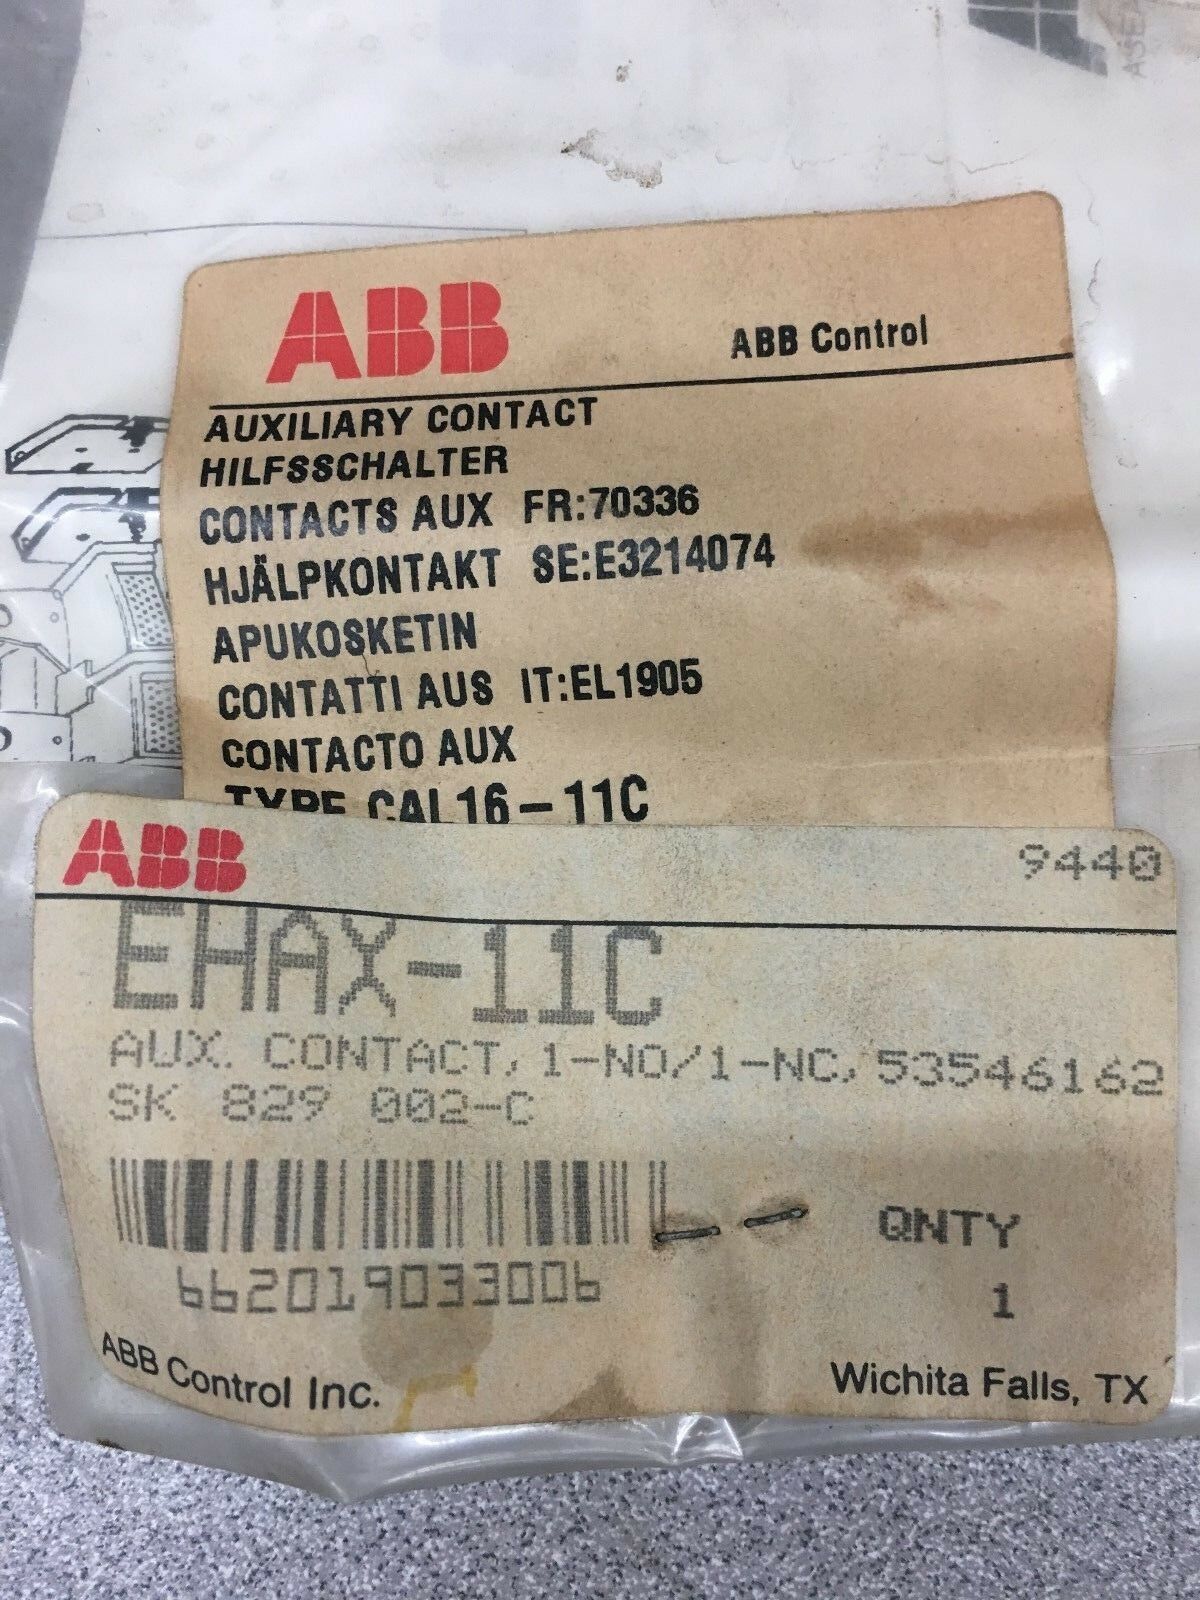 ABB
ABB Control
AUXILIARY CONTACT
HILFSSCHALTER
CONTACTS AUX FR:70336
HJÄLPKONTAKT SE:E3214074
APUKOSKETIN
CONTATTI AUS IT:EL1905
CONTACTO AUX
TYPE CAL16-11C
ABB
9440
EHAX-11C
AUX. CONTACT, 1-NO/1-NC, 53546162
SK 829 002-C
662019033006
QNTY
1
ABB Control Inc.
Wichita Falls, TX